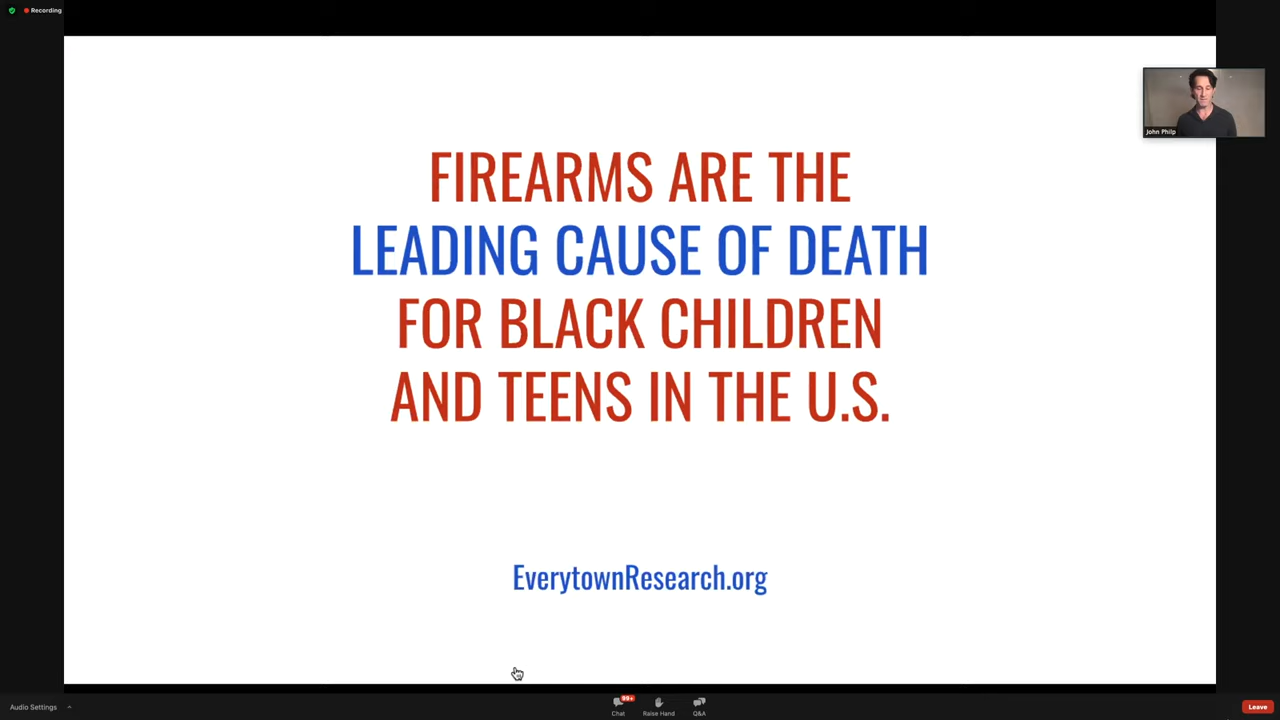 Recording
FIREARMS ARE THE
LEADING CAUSE OF DEATH
FOR BLACK CHILDREN
AND TEENS IN THE U.S.
EverytownResearch.org
John Philp
Audio Settings
99+
Chat
Raise Hand
Q&A
Leave